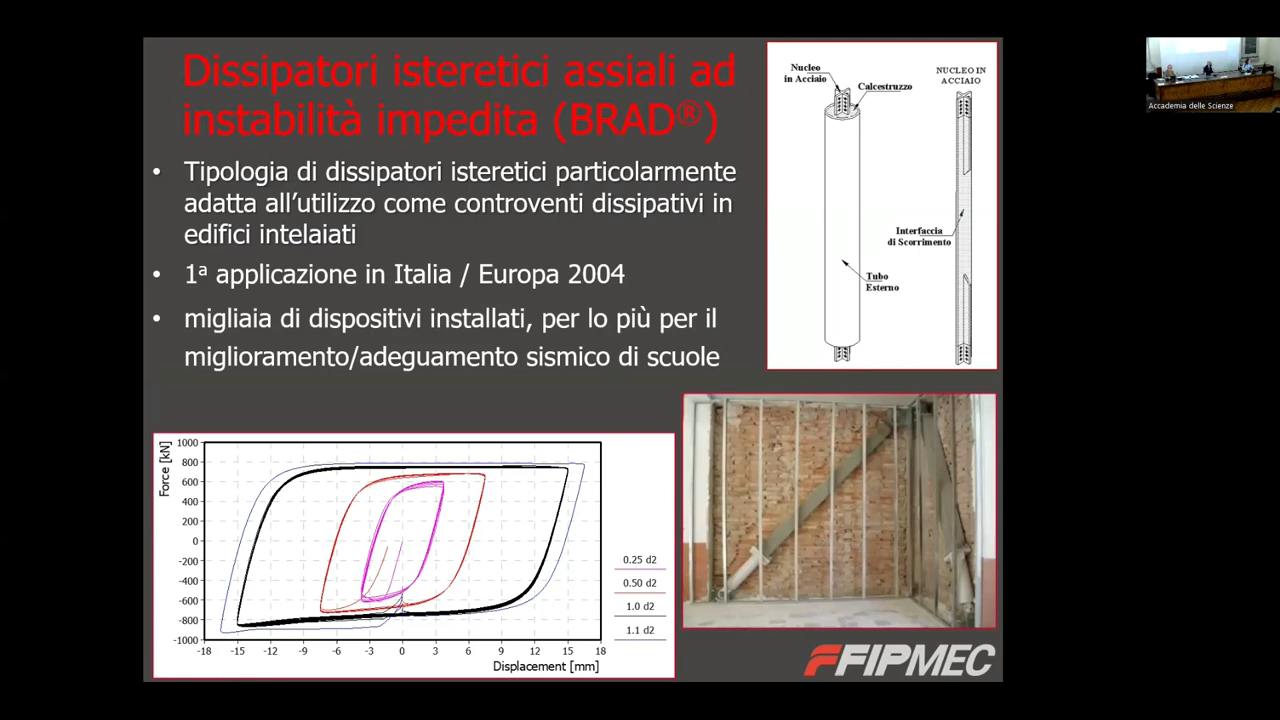 Dissipatori isteretici assiali ad
instabilità impedita (BRAD®)
• Tipologia di dissipatori isteretici particolarmente
adatta all’utilizzo come controventi dissipativi in
edifici intelaiati
• 1ª applicazione in Italia / Europa 2004
• migliaia di dispositivi installati, per lo più per il
miglioramento/adeguamento sismico di scuole
Nucleo
in Acciaio
Calcestruzzo
NUCLEO IN
ACCIAIO
Interfaccia
di Scorrimento
Tubo
Esterno
Accademia delle Scienze
Force [kN]
1000
800
600
400
200
0
-200
-400
-600
-800
-1000
-18 -15 -12 -9 -6 -3 0 3 6 9 12 15 18
Displacement [mm]
0.25 d2
0.50 d2
1.0 d2
1.1 d2
FIPMEC